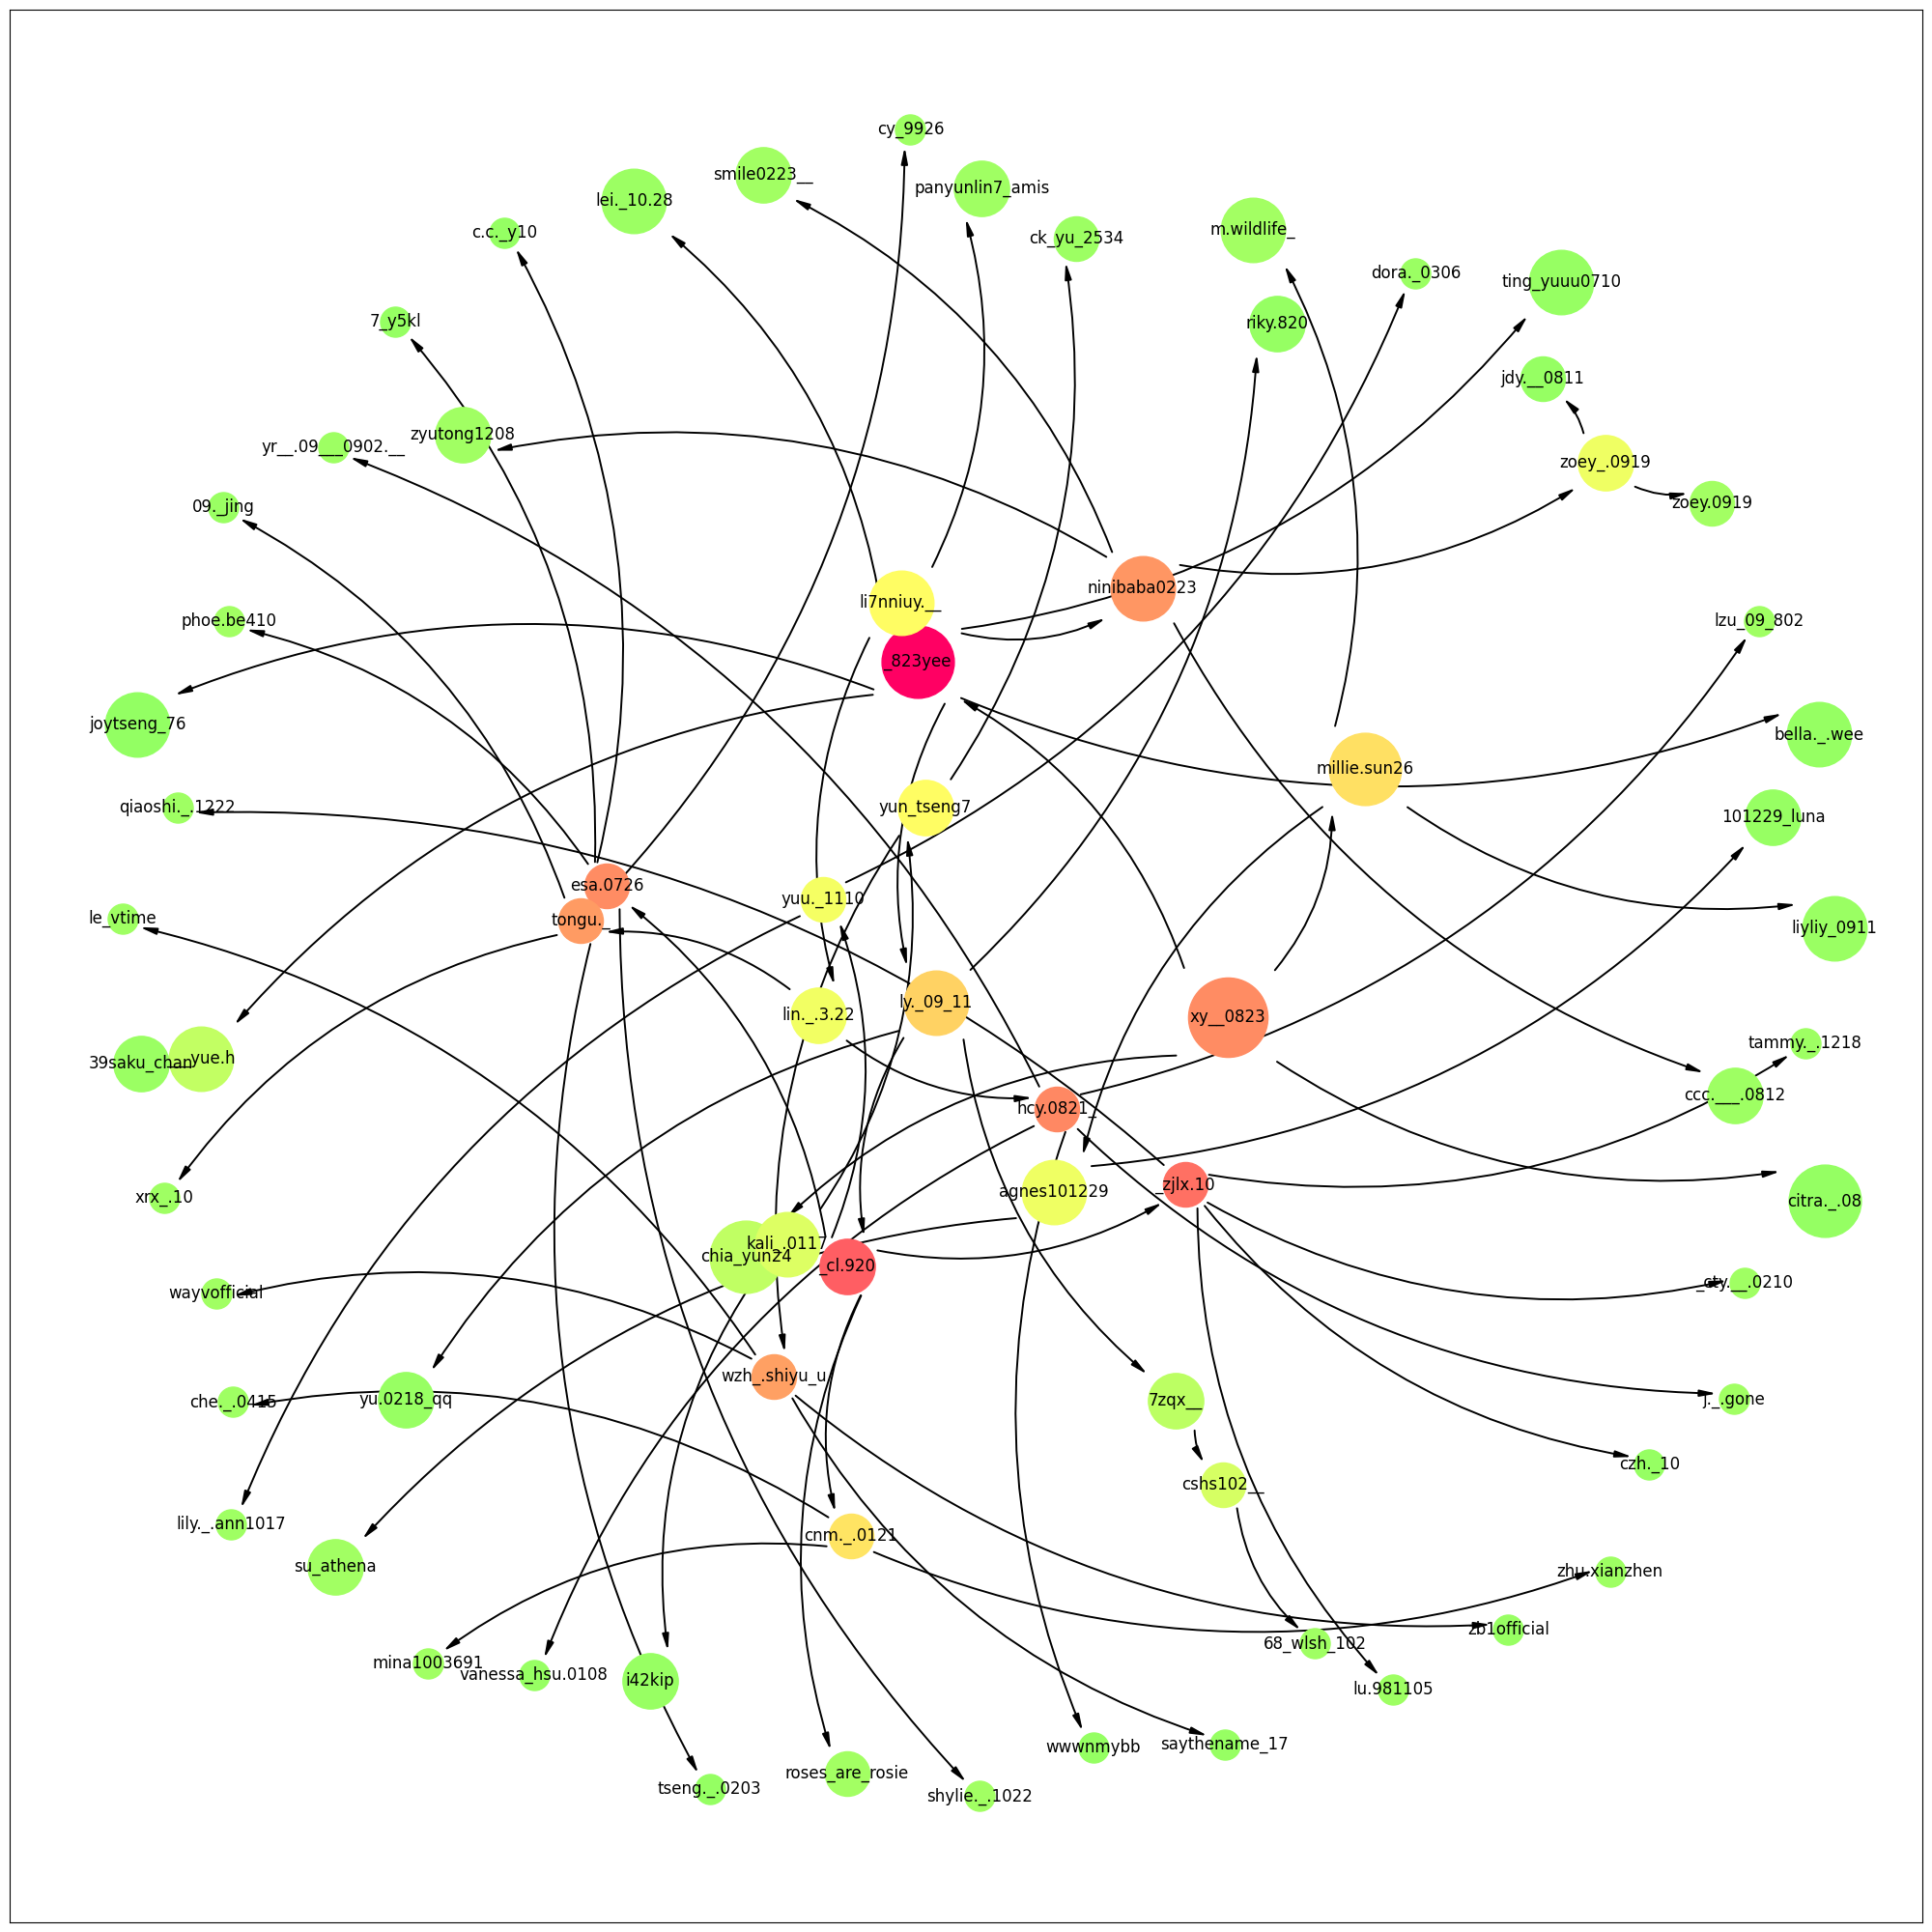 cy_9926
smile0223__
panyunlin7_amis
lei._10.28
m.wildlife_
c.c._y10
ck_yu_2534
dora._0306
ting_yuuu0710
7_y5kl
riky.820
jdy.__0811
zyutong1208
yr__.09___0902.__
zoey_.0919
09._jing
zoey.0919
ninibaba0223
li7nniuy.__
phoe.be410
lzu_09_802
_823yee
joytseng_76
bella._.wee
millie.sun26
qiaoshi._.1222
yun_tseng7
101229_luna
esa.0726
yuu._1110
le_vtime
tongu._
liyliy_0911
ly._09_11
lin._.3.22
xy__0823
tammy._.1218
39saku_chan
yue.h
ccc.___.0812
hcy.0821_
_zjlx.10
agnes101229
xrx_.10
citra._.08
kali_.0117
chia_yun24
_cl.920
_cty.__.0210
wayvofficial
wzh_.shiyu_u
che._.0415
yu.0218_qq
7zqx__
j._.gone
czh._10
cshs102__
lily._.ann1017
cnm._.0121
su_athena
zhu.xianzhen
zb1official
68_wlsh_102
mina1003691
vanessa_hsu.0108
i42kip
lu.981105
wwwnmybb
saythename_17
roses_are_rosie
tseng._.0203
shylie._.1022